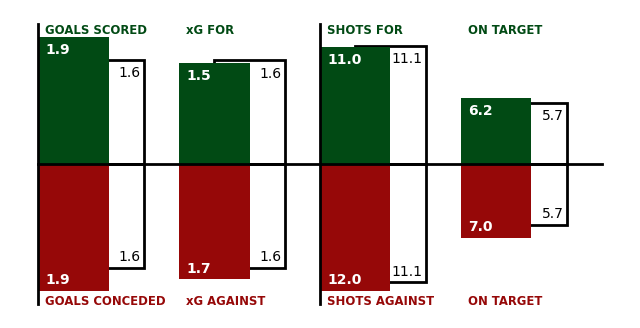 GOALS SCORED xG FOR SHOTS FOR ON TARGET
1.9 1.6 1.5 1.6 11.0 11.1 6.2 5.7
1.9 1.6 1.7 1.6 12.0 11.1 7.0 5.7
GOALS CONCEDED xG AGAINST SHOTS AGAINST ON TARGET